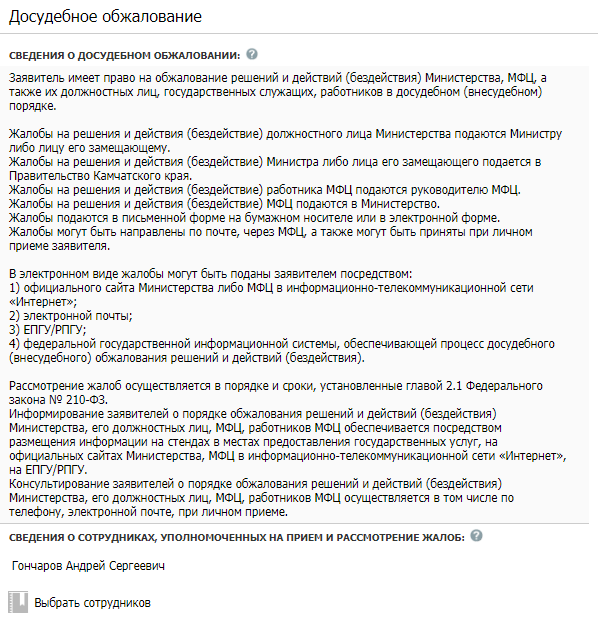 Досудебное обжалование
СВЕДЕНИЯ О ДОСУДЕБНОМ ОБЖАЛОВАНИИ: ?
Заявитель имеет право на обжалование решений и действий (бездействия) Министерства, МФЦ, а
также их должностных лиц, государственных служащих, работников в досудебном (внесудебном)
порядке.
Жалобы на решения и действия (бездействие) должностного лица Министерства подаются Министру
либо лицу его замещающему.
Жалобы на решения и действия (бездействие) Министра либо лица его замещающего подается в
Правительство Камчатского края.
Жалобы на решения и действия (бездействие) работника МФЦ подаются руководителю МФЦ.
Жалобы на решения и действия (бездействие) МФЦ подаются в Министерство.
Жалобы подаются в письменной форме на бумажном носителе или в электронной форме.
Жалобы могут быть направлены по почте, через МФЦ, а также могут быть приняты при личном
приеме заявителя.
В электронном виде жалобы могут быть поданы заявителем посредством:
1) официального сайта Министерства либо МФЦ в информационно-телекоммуникационной сети
«Интернет»;
2) электронной почты;
3) ЕПГУ/РПГУ;
4) федеральной государственной информационной системы, обеспечивающей процесс досудебного
(внесудебного) обжалования решений и действий (бездействия).
Рассмотрение жалоб осуществляется в порядке и сроки, установленные главой 2.1 Федерального
закона № 210-ФЗ.
Информирование заявителей о порядке обжалования решений и действий (бездействия)
Министерства, его должностных лиц, МФЦ, работников МФЦ обеспечивается посредством
размещения информации на стендах в местах предоставления государственных услуг, на
официальных сайтах Министерства, МФЦ в информационно-телекоммуникационной сети «Интернет»,
на ЕПГУ/РПГУ.
Консультирование заявителей о порядке обжалования решений и действий (бездействия)
Министерства, его должностных лиц, МФЦ, работников МФЦ осуществляется в том числе по
телефону, электронной почте, при личном приеме.
СВЕДЕНИЯ О СОТРУДНИКАХ, УПОЛНОМОЧЕННЫХ НА ПРИЕМ И РАССМОТРЕНИЕ ЖАЛОБ: ?
Гончаров Андрей Сергеевич
Выбрать сотрудников